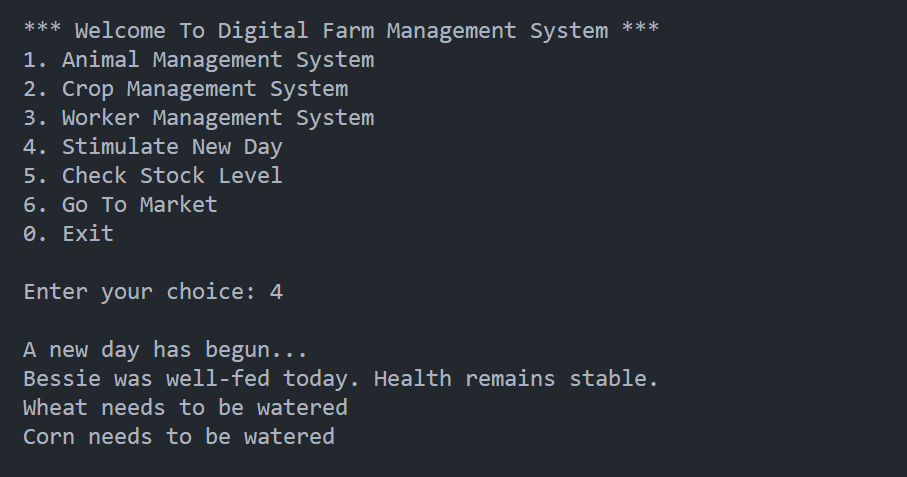 *** Welcome To Digital Farm Management System ***
1. Animal Management System
2. Crop Management System
3. Worker Management System
4. Stimulate New Day
5. Check Stock Level
6. Go To Market
0. Exit
Enter your choice: 4
A new day has begun...
Bessie was well-fed today. Health remains stable.
Wheat needs to be watered
Corn needs to be watered